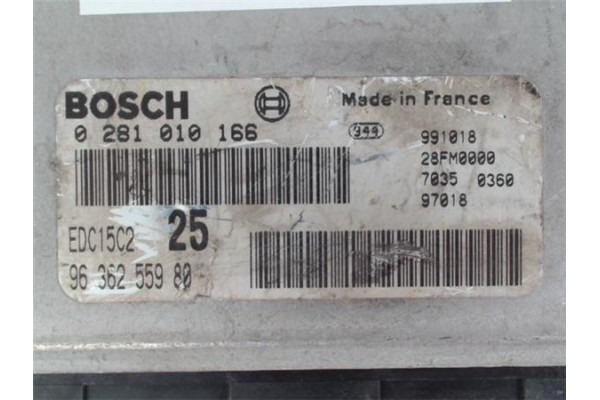 BOSCH
Made in France
0 281 010 166
344
991018
28FM0000
7035 0360
97018
EDC15C2 25
96 362 559 80